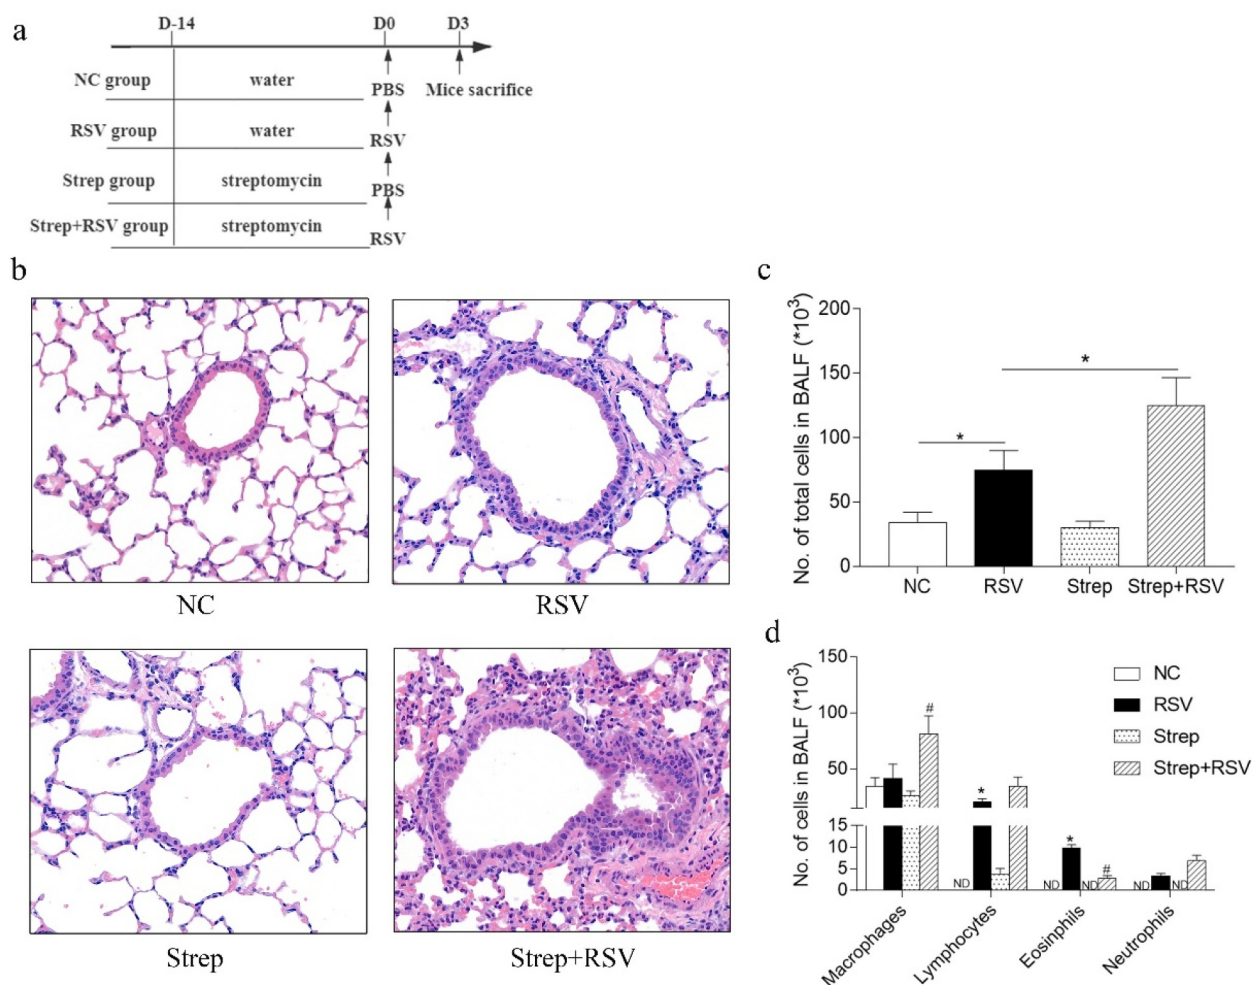 a
D-14 D0 D3
NC group water PBS Mice sacrifice
RSV group water RSV
Strep group streptomycin PBS
Strep+RSV group streptomycin RSV
b
NC
RSV
Strep
Strep+RSV
c
No. of total cells in BALF (*10³)
200
150
100
50
0
*
*
NC RSV Strep Strep+RSV
d
No. of cells in BALF (*10³)
150
100
50
15
10
5
0
NC
RSV
Strep
Strep+RSV
#
*
*
#
ND
ND
ND
ND
ND
Macrophages
Lymphocytes
Eosinphils
Neutrophils